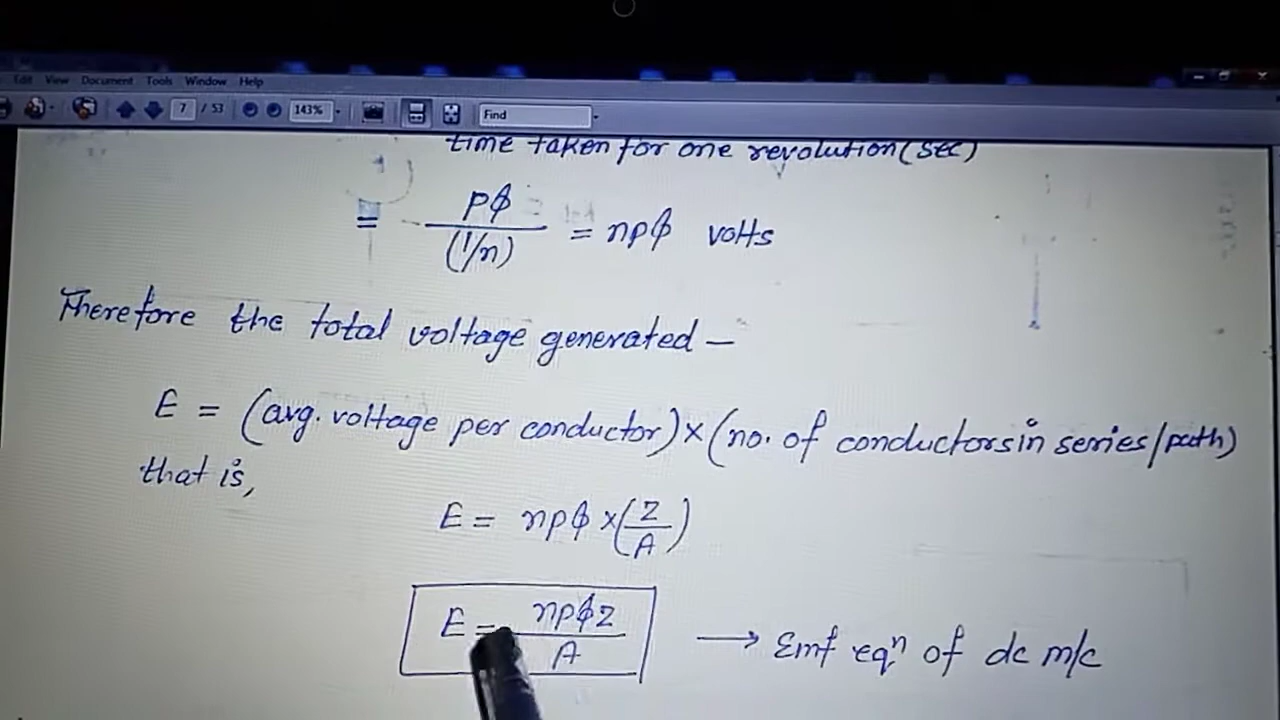 Edit View Document Tools Window Help
7 / 53 143% Find
time taken for one revolution (sec)
= pϕ / (1/n) = npϕ volts
Therefore the total voltage generated —
E = (avg. voltage per conductor) × (no. of conductors in series/path)
that is,
E = npϕ × (Z/A)
E = npϕZ / A → Emf eqⁿ of dc m/c